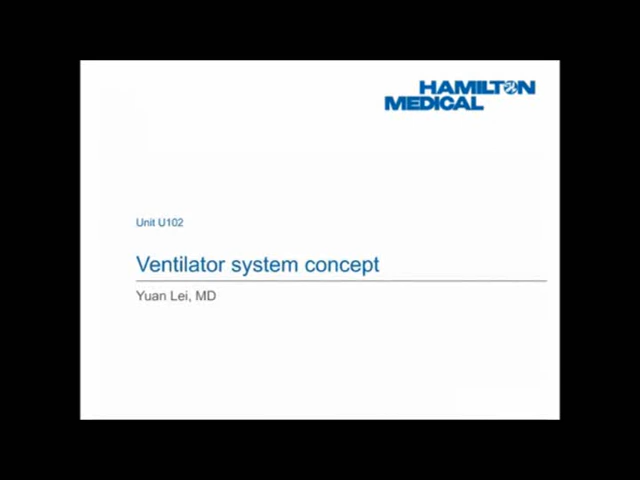 HAMILTON
MEDICAL
Unit U102
Ventilator system concept
Yuan Lei, MD